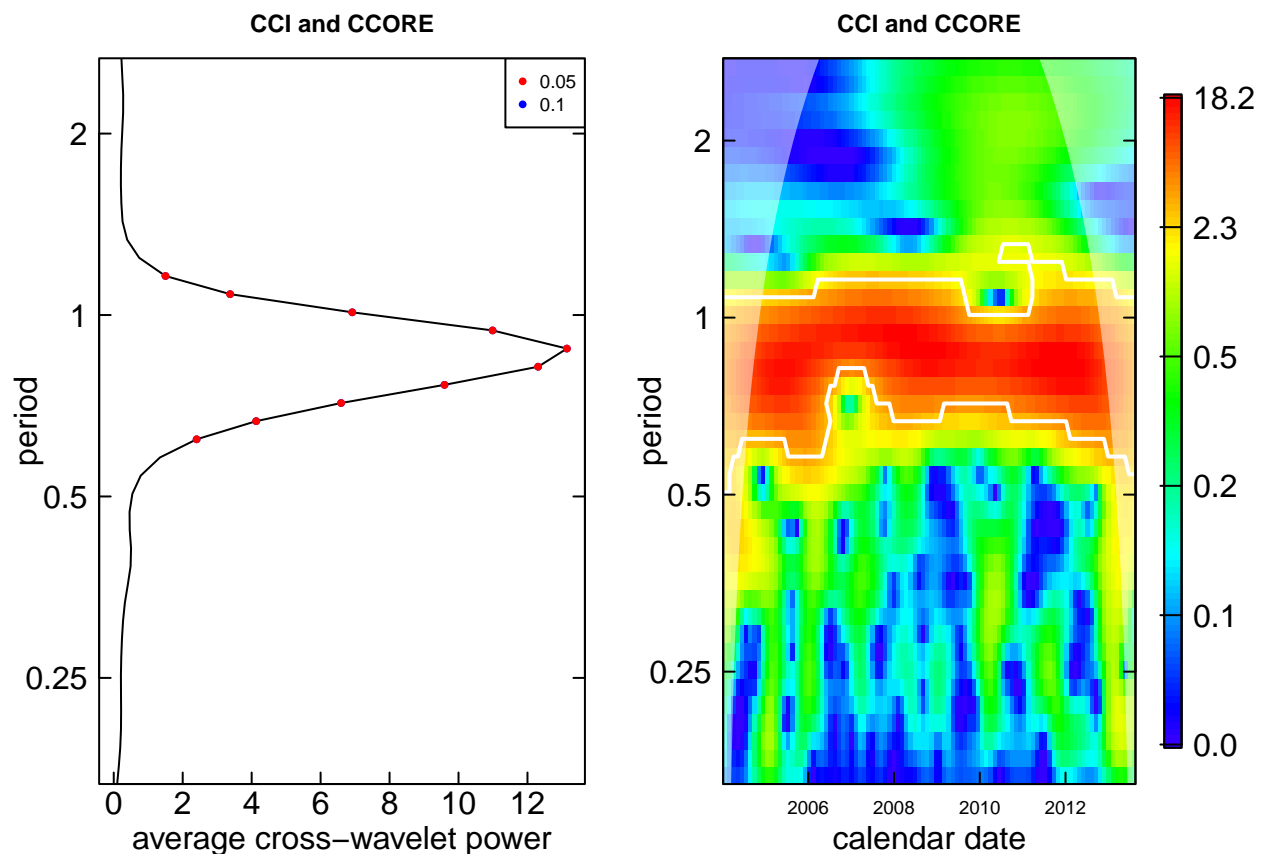 CCI and CCORE
0.05
0.1
2
1
0.5
0.25
period
0 2 4 6 8 10 12
average cross−wavelet power
CCI and CCORE
2
1
0.5
0.25
period
2006 2008 2010 2012
calendar date
18.2
2.3
0.5
0.2
0.1
0.0